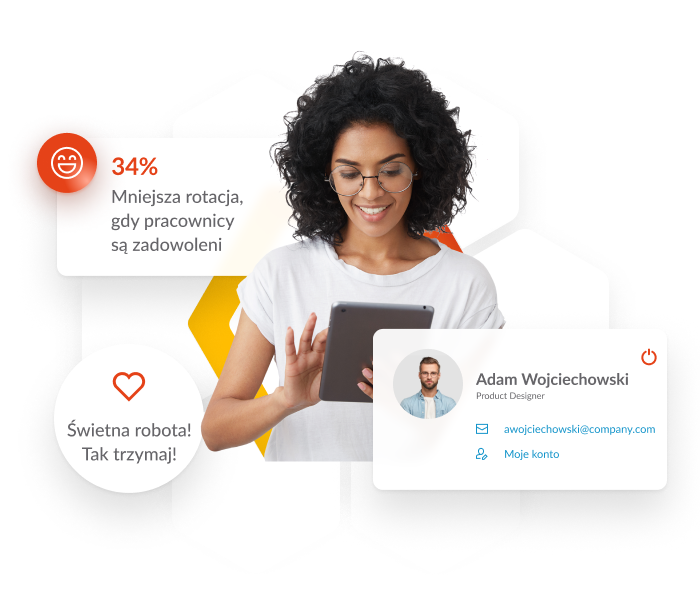 34%
Mniejsza rotacja,
gdy pracownicy
są zadowoleni
Świetna robota!
Tak trzymaj!
Adam Wojciechowski
Product Designer
awojciechowski@company.com
Moje konto